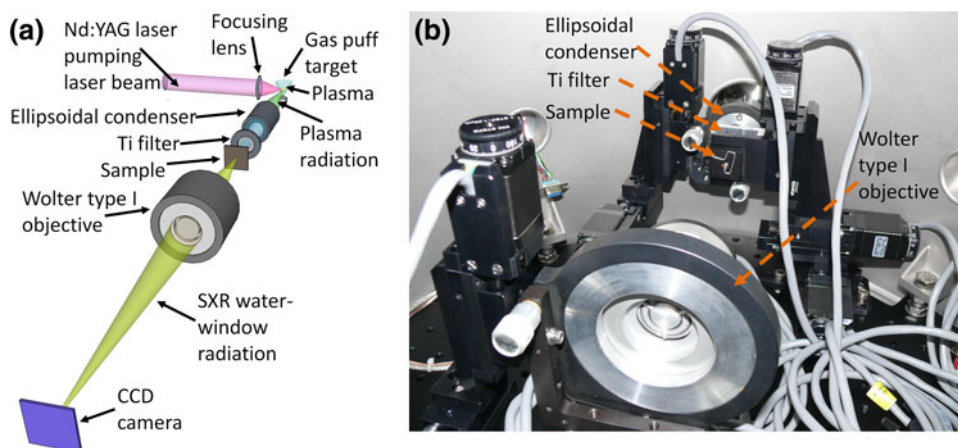 (a)
Nd:YAG laser
pumping
laser beam
Focusing
lens
Gas puff
target
Plasma
Ellipsoidal condenser
Plasma
radiation
Ti filter
Sample
Wolter type I
objective
SXR water-
window
radiation
CCD
camera
(b)
Ellipsoidal
condenser
Ti filter
Sample
Wolter
type I
objective